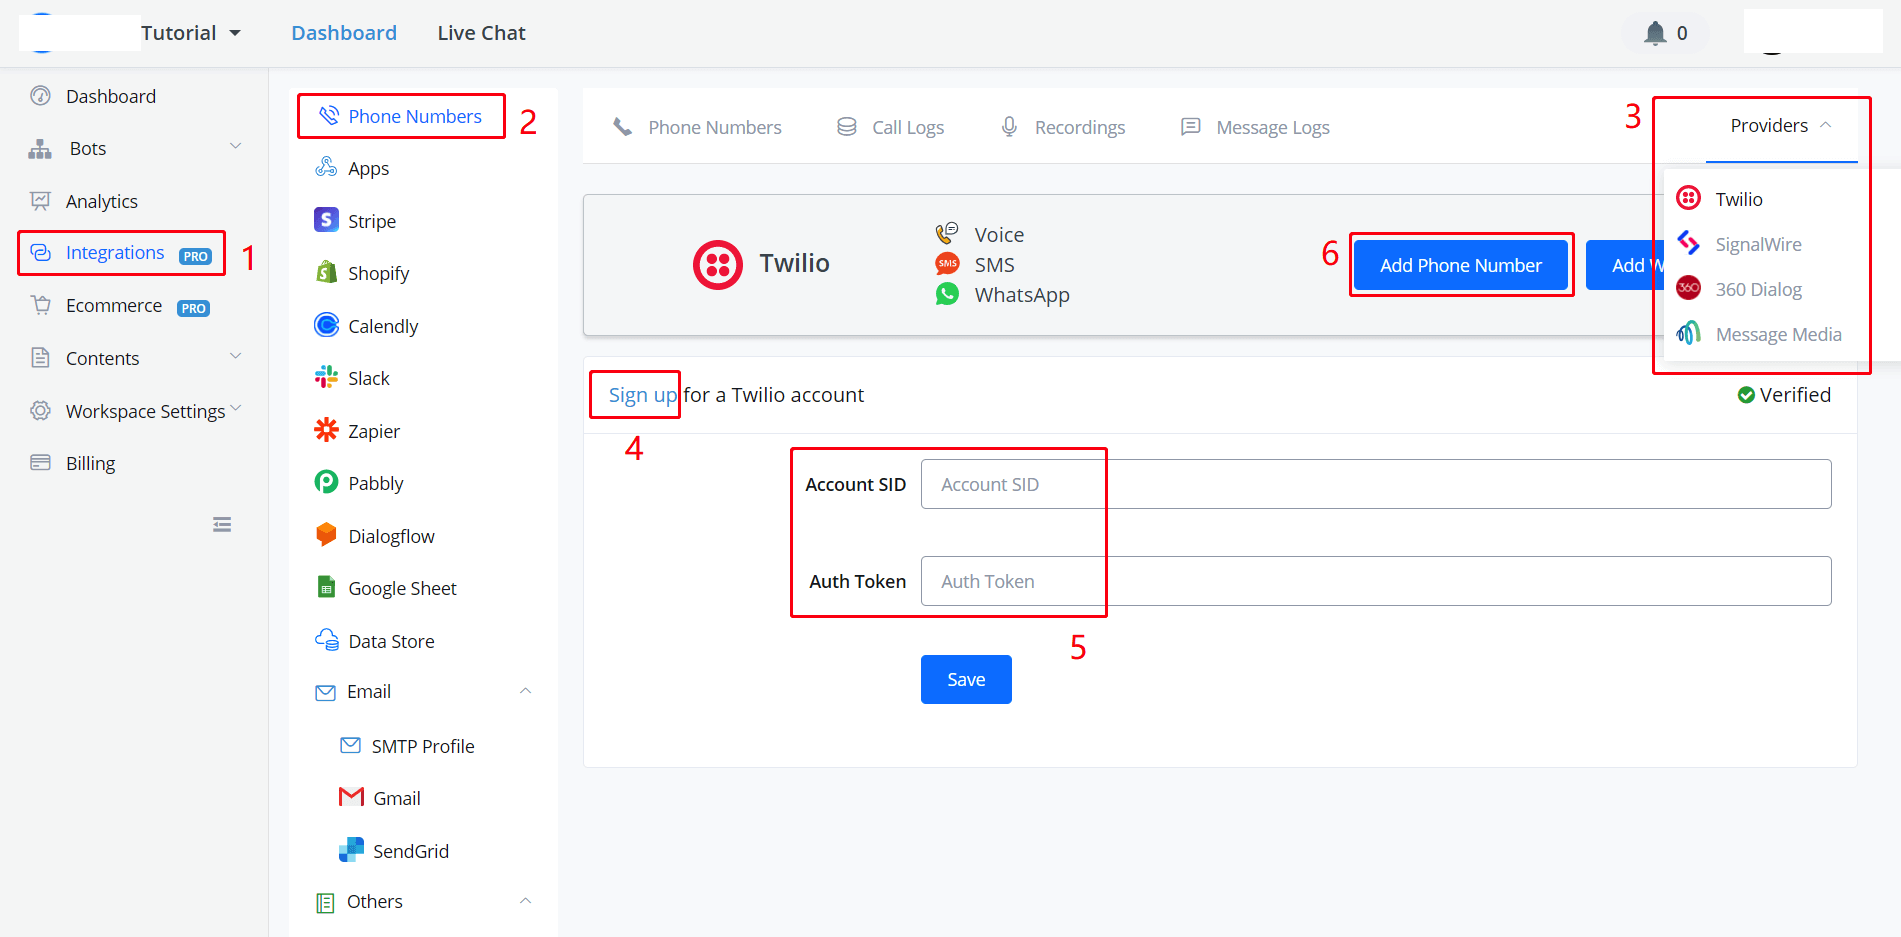 Tutorial
Dashboard
Live Chat
0
Dashboard
Bots
Analytics
Integrations PRO
1
Ecommerce PRO
Contents
Workspace Settings
Billing
Phone Numbers
2
Apps
Stripe
Shopify
Calendly
Slack
Zapier
Pabbly
Dialogflow
Google Sheet
Data Store
Email
SMTP Profile
Gmail
SendGrid
Others
Phone Numbers
Call Logs
Recordings
Message Logs
3
Providers
Twilio
SignalWire
360 Dialog
Message Media
Twilio
Voice
SMS SMS
WhatsApp
6
Add Phone Number
Add W
Sign up for a Twilio account
Verified
4
Account SID Account SID
Auth Token Auth Token
5
Save